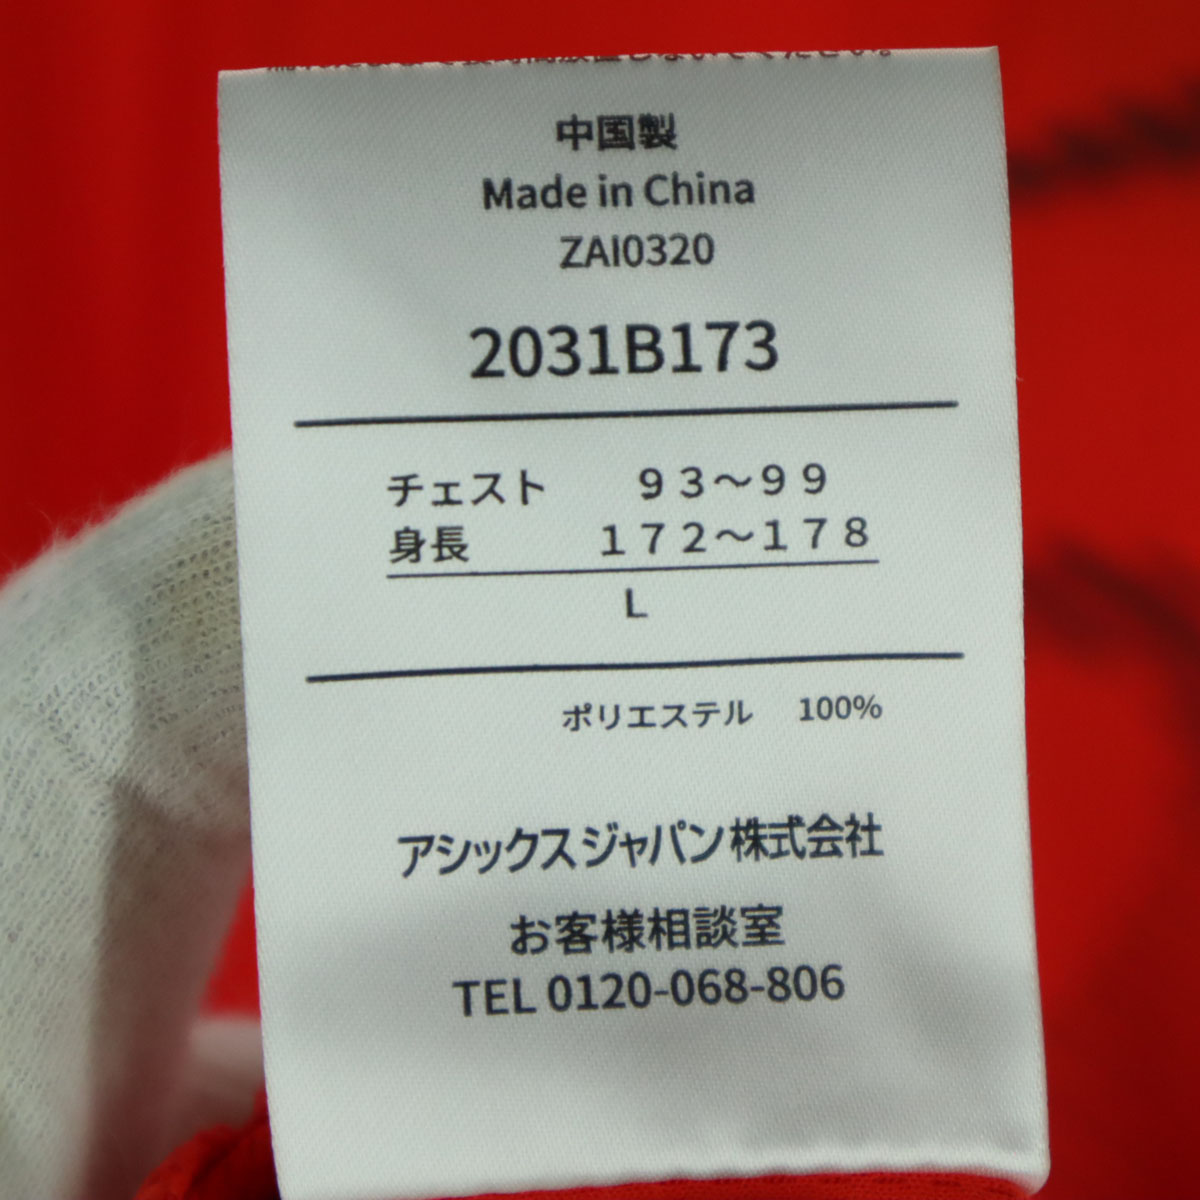 中国製
Made in China
ZAI0320
2031B173
チェスト 93～99
身長 172～178
L
ポリエステル 100%
アシックスジャパン株式会社
お客様相談室
TEL 0120-068-806